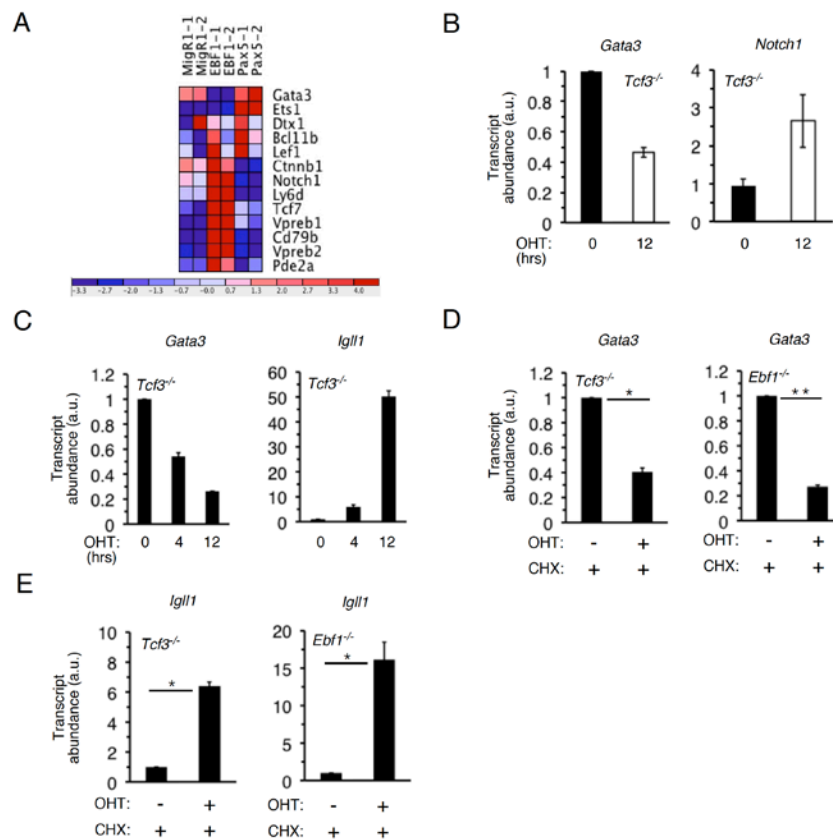 A
MigR1-1
MigR1-2
EBF1-1
EBF1-2
Pax5-1
Pax5-2
Gata3
Ets1
Dtx1
Bcl11b
Lef1
Ctnnb1
Notch1
Ly6d
Tcf7
Vpreb1
Cd79b
Vpreb2
Pde2a
-3.3 -2.7 -2.0 -1.3 -0.7 -0.0 0.7 1.3 2.0 2.7 3.3 4.0
B
Gata3 Notch1
Transcript abundance (a.u.)
1
0.8
0.6
0.4
0.2
0
Tcf3-/-
4
3
2
1
0
Tcf3-/-
OHT: 0 12 0 12
(hrs)
C
Gata3 Igll1
Transcript abundance (a.u.)
1.2
1
0.8
0.6
0.4
0.2
0
Tcf3-/-
60
50
40
30
20
10
0
Tcf3-/-
OHT: 0 4 12 0 4 12
(hrs)
D
Gata3 Gata3
Transcript abundance (a.u.)
1.2
1
0.8
0.6
0.4
0.2
0
Tcf3-/-
*
1.2
1
0.8
0.6
0.4
0.2
0
Ebf1-/-
**
OHT: - + OHT: - +
CHX: + + CHX: + +
E
Igll1 Igll1
Transcript abundance (a.u.)
10
8
6
4
2
0
Tcf3-/-
*
20
15
10
5
0
Ebf1-/-
*
OHT: - + OHT: - +
CHX: + + CHX: + +